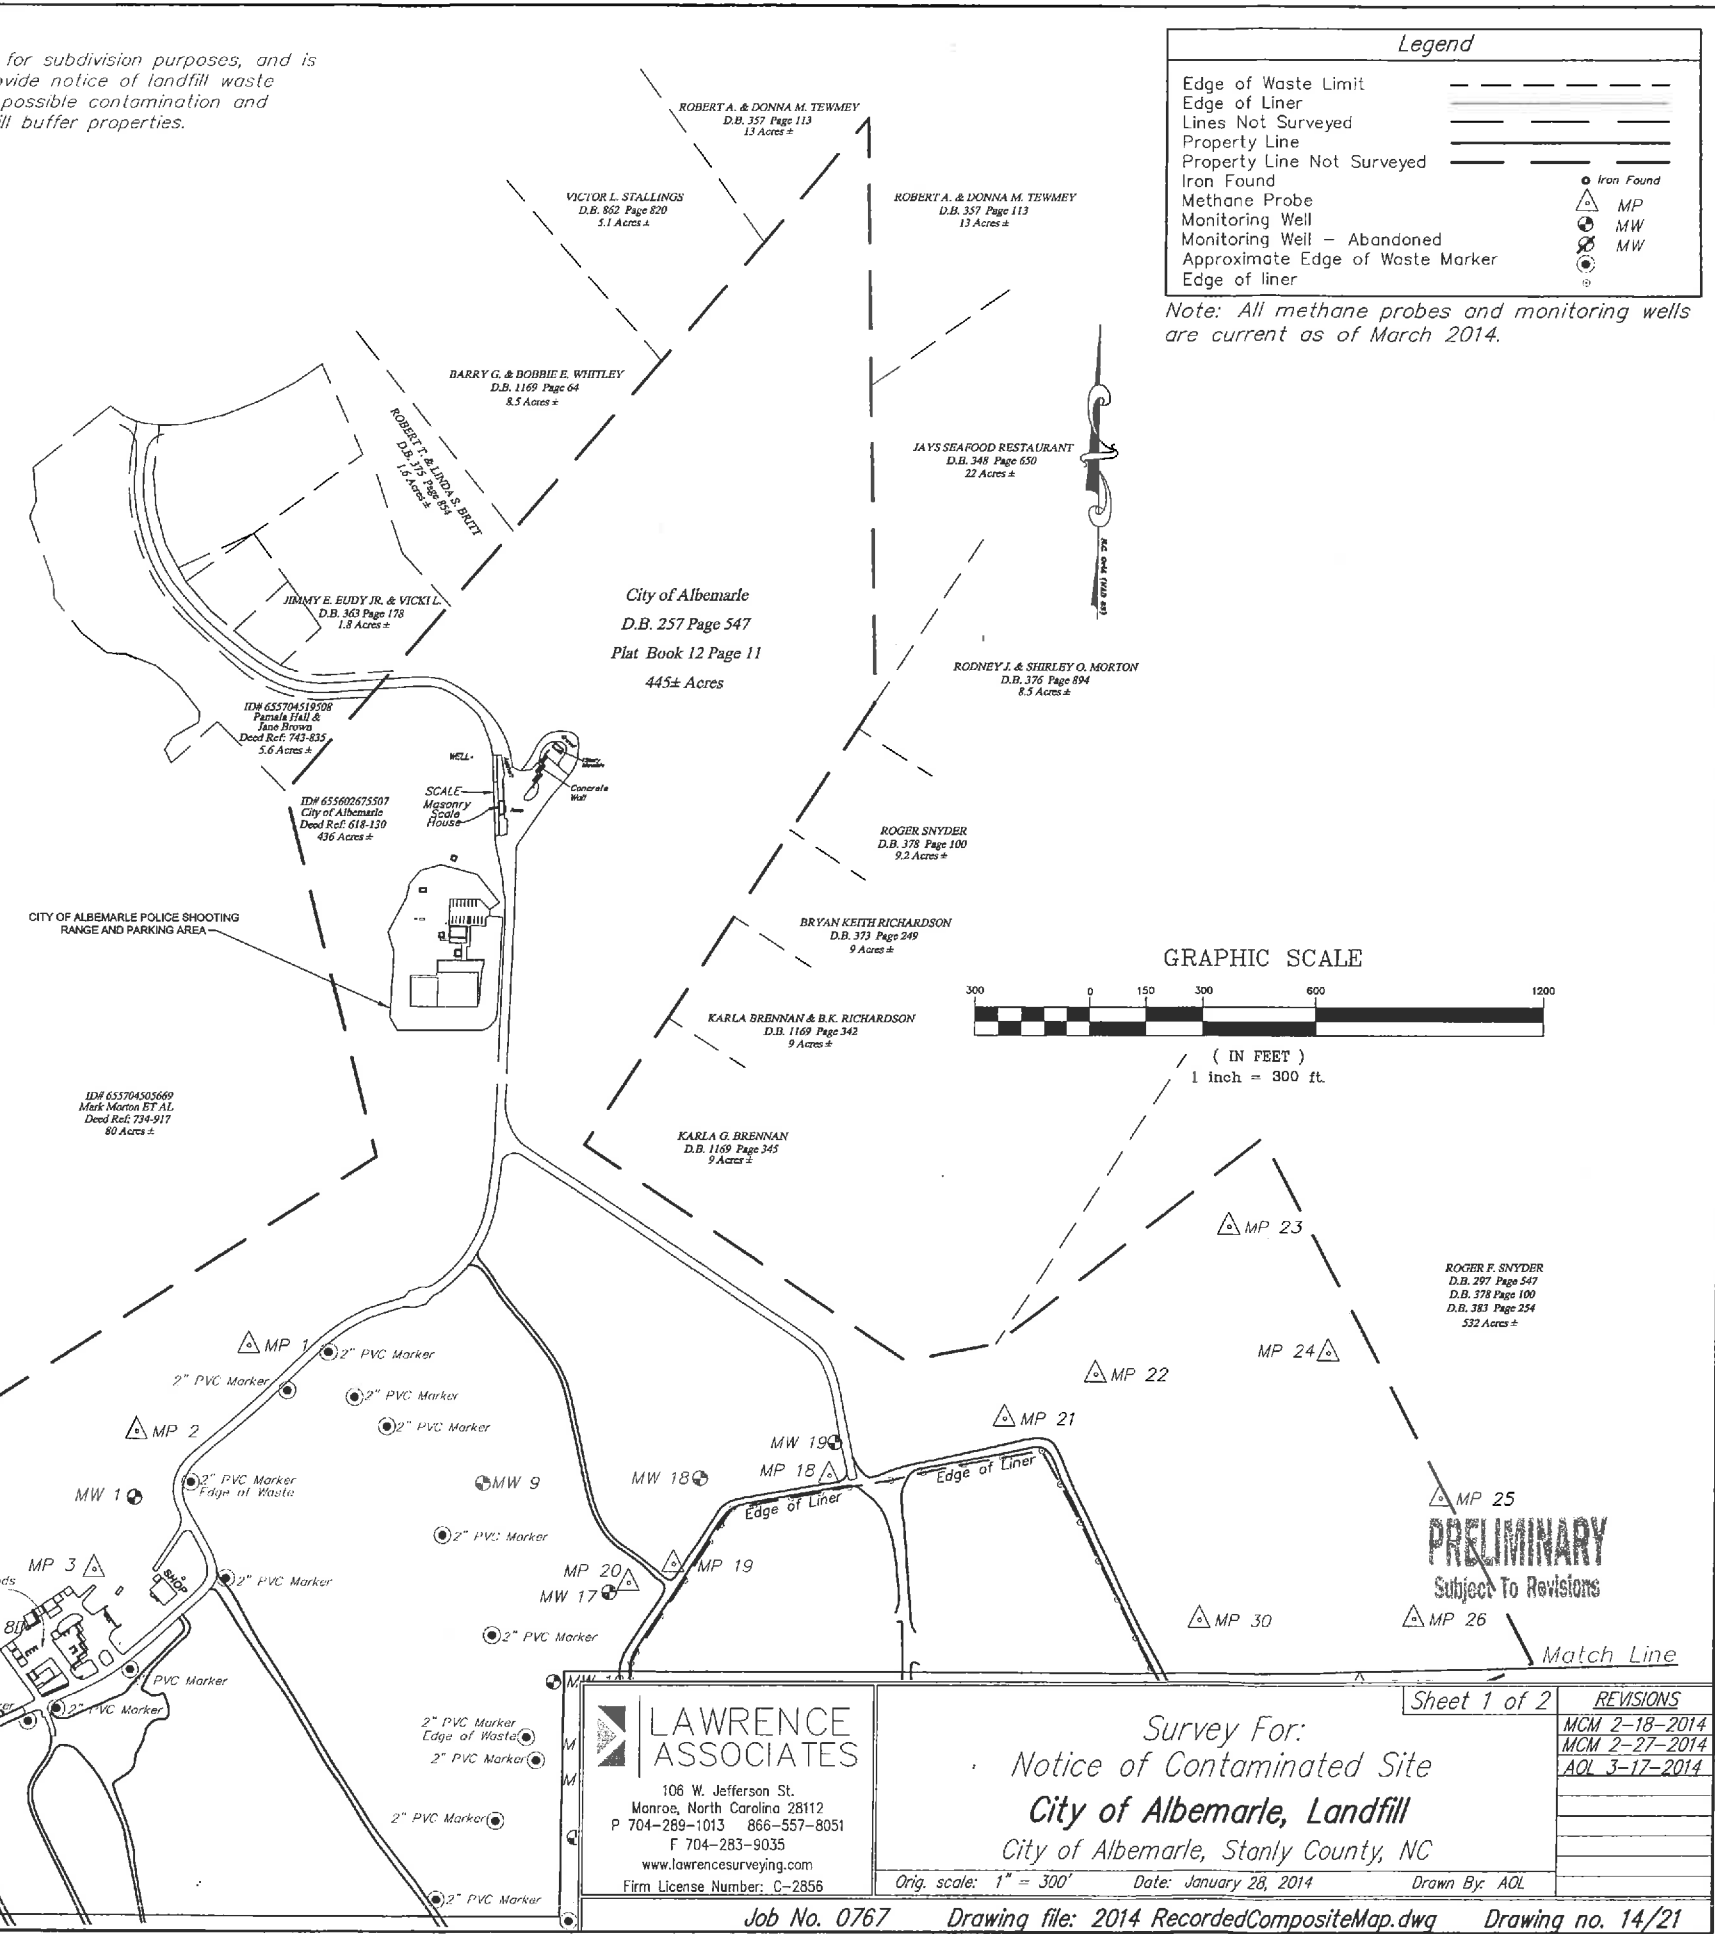 for subdivision purposes, and is
ovide notice of landfill waste
possible contamination and
ill buffer properties.
Legend
Edge of Waste Limit
Edge of Liner
Lines Not Surveyed
Property Line
Property Line Not Surveyed
Iron Found
Iron Found
Methane Probe
MP
Monitoring Well
MW
Monitoring Well – Abandoned
MW
Approximate Edge of Waste Marker
Edge of liner
Note: All methane probes and monitoring wells
are current as of March 2014.
ROBERT A. & DONNA M. TEWMEY
D.B. 357 Page 113
13 Acres ±
VICTOR L. STALLINGS
D.B. 862 Page 820
5.1 Acres ±
ROBERT A. & DONNA M. TEWMEY
D.B. 357 Page 113
13 Acres ±
BARRY G. & BOBBIE E. WHITLEY
D.B. 1169 Page 64
8.5 Acres ±
ROBERT T. & LINDA S. BRITT
D.B. 375 Page 854
1.6 Acres ±
JAYS SEAFOOD RESTAURANT
D.B. 348 Page 650
22 Acres ±
JIMMY E. EUDY JR. & VICKI L.
D.B. 363 Page 178
1.8 Acres ±
City of Albemarle
D.B. 257 Page 547
Plat Book 12 Page 11
445± Acres
RODNEY J. & SHIRLEY O. MORTON
D.B. 376 Page 894
8.5 Acres ±
ID# 655704519508
Pamala Hall &
Jane Brown
Deed Ref: 743-835
5.6 Acres ±
WELL
SCALE
Masonry
Scale
House
Concrete
Wall
ID# 655602675507
City of Albemarle
Deed Ref: 618-130
436 Acres ±
ROGER SNYDER
D.B. 378 Page 100
9.2 Acres ±
CITY OF ALBEMARLE POLICE SHOOTING
RANGE AND PARKING AREA
BRYAN KEITH RICHARDSON
D.B. 373 Page 249
9 Acres ±
KARLA BRENNAN & B.K. RICHARDSON
D.B. 1169 Page 342
9 Acres ±
GRAPHIC SCALE
300 0 150 300 600 1200
( IN FEET )
1 inch = 300 ft.
ID# 655704505669
Mark Morton ET AL
Deed Ref: 734-917
80 Acres ±
KARLA G. BRENNAN
D.B. 1169 Page 345
9 Acres ±
MP 23
ROGER F. SNYDER
D.B. 297 Page 547
D.B. 378 Page 100
D.B. 383 Page 254
532 Acres ±
MP 1
2" PVC Marker
MP 24
2" PVC Marker
MP 22
2" PVC Marker
MP 2
2" PVC Marker
MP 21
MW 19
2" PVC Marker
Edge of Waste
MW 1
MW 9
MW 18
MP 18
Edge of Liner
Edge of Liner
MP 25
PRELIMINARY
Subject To Revisions
2" PVC Marker
MP 3
SHOP
2" PVC Marker
MP 20
MP 19
MW 17
MP 30
MP 26
2" PVC Marker
Match Line
PVC Marker
2" PVC Marker
2" PVC Marker
Edge of Waste
2" PVC Marker
2" PVC Marker
2" PVC Marker
LAWRENCE
ASSOCIATES
106 W. Jefferson St.
Monroe, North Carolina 28112
P 704-289-1013 866-557-8051
F 704-283-9035
www.lawrencesurveying.com
Firm License Number: C-2856
Sheet 1 of 2
Survey For:
Notice of Contaminated Site
City of Albemarle, Landfill
City of Albemarle, Stanly County, NC
Orig. scale: 1" = 300' Date: January 28, 2014 Drawn By: AOL
REVISIONS
MCM 2-18-2014
MCM 2-27-2014
AOL 3-17-2014
Job No. 0767 Drawing file: 2014 RecordedCompositeMap.dwg Drawing no. 14/21